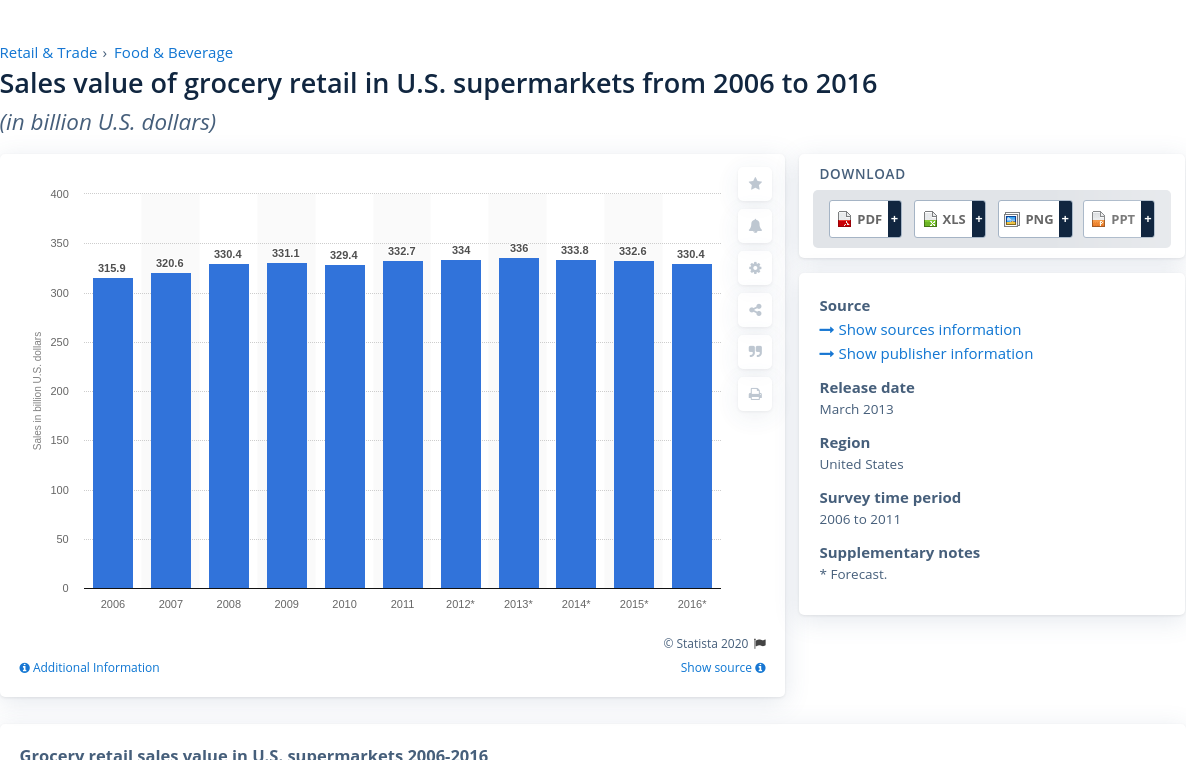 Retail & Trade › Food & Beverage
Sales value of grocery retail in U.S. supermarkets from 2006 to 2016
(in billion U.S. dollars)
400
350
300
250
200
150
100
50
0
Sales in billion U.S. dollars
315.9 320.6 330.4 331.1 329.4 332.7 334 336 333.8 332.6 330.4
2006 2007 2008 2009 2010 2011 2012* 2013* 2014* 2015* 2016*
© Statista 2020
Additional Information
Show source
DOWNLOAD
PDF + XLS + PNG + PPT +
Source
Show sources information
Show publisher information
Release date
March 2013
Region
United States
Survey time period
2006 to 2011
Supplementary notes
* Forecast.
Grocery retail sales value in U.S. supermarkets 2006-2016